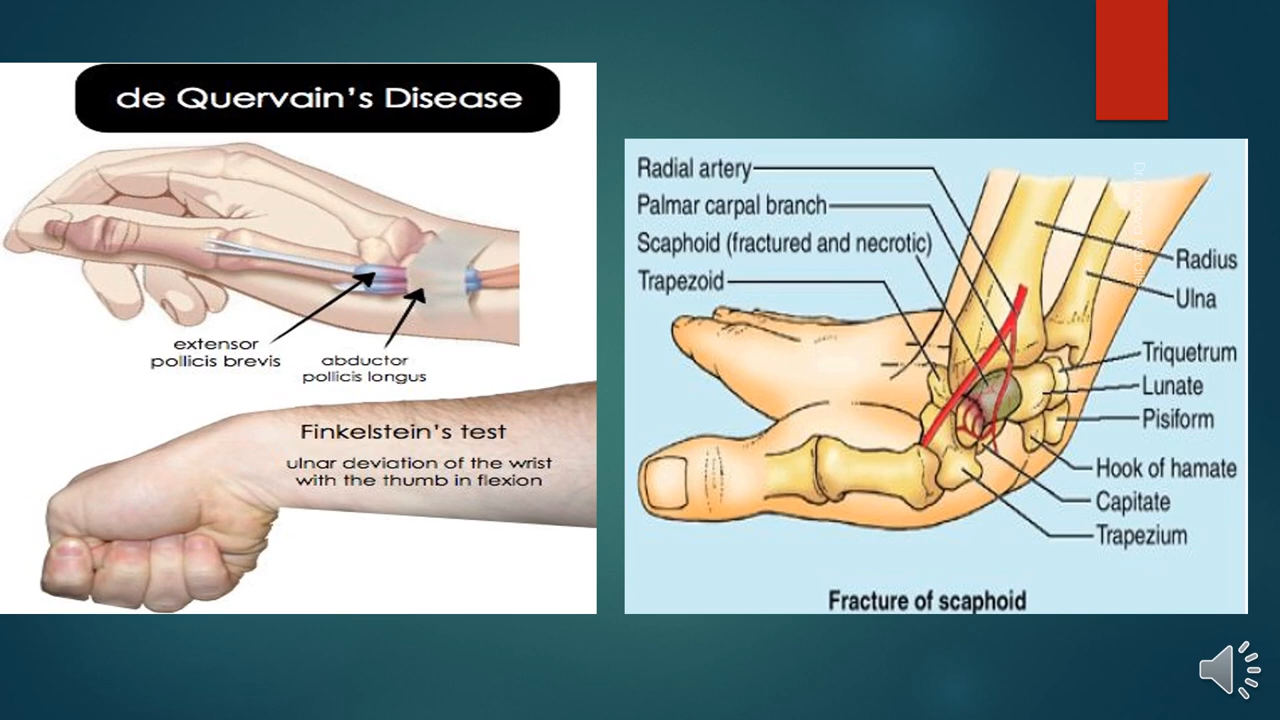 de Quervain's Disease
extensor
pollicis brevis
abductor
pollicis longus
Finkelstein's test
ulnar deviation of the wrist
with the thumb in flexion
Radial artery
Palmar carpal branch
Scaphoid (fractured and necrotic)
Trapezoid
Radius
Ulna
Triquetrum
Lunate
Pisiform
Hook of hamate
Capitate
Trapezium
Fracture of scaphoid